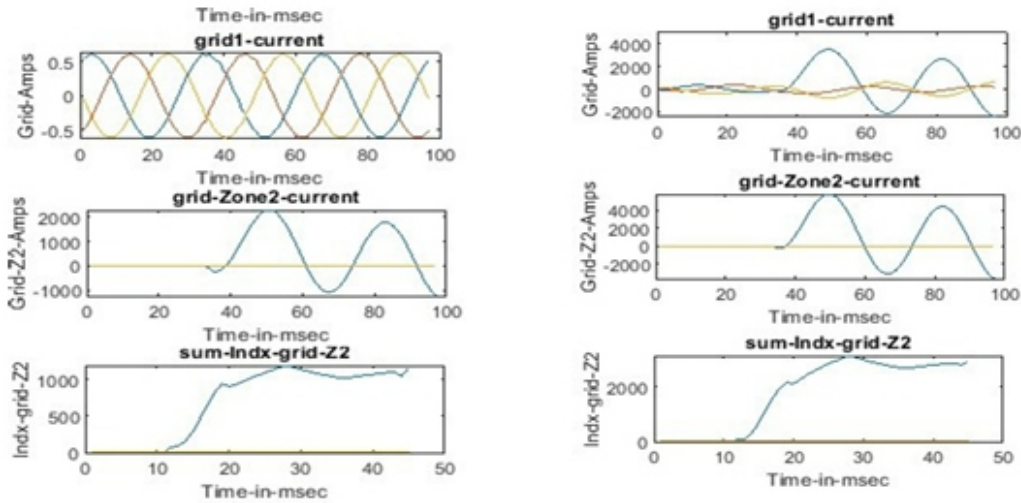 Time-in-msec
grid1-current
Grid-Amps
0.5
0
-0.5
0 20 40 60 80 100
Time-in-msec
grid-Zone2-current
Grid-Z2-Amps
2000
1000
0
-1000
0 20 40 60 80 100
Time-in-msec
sum-Indx-grid-Z2
Indx-grid-Z2
1000
500
0
0 10 20 30 40 50
Time-in-msec
grid1-current
Grid-Amps
4000
2000
0
-2000
0 20 40 60 80 100
Time-in-msec
grid-Zone2-current
Grid-Z2-Amps
4000
2000
0
-2000
0 20 40 60 80 100
Time-in-msec
sum-Indx-grid-Z2
Indx-grid-Z2
2000
0
0 10 20 30 40 50
Time-in-msec